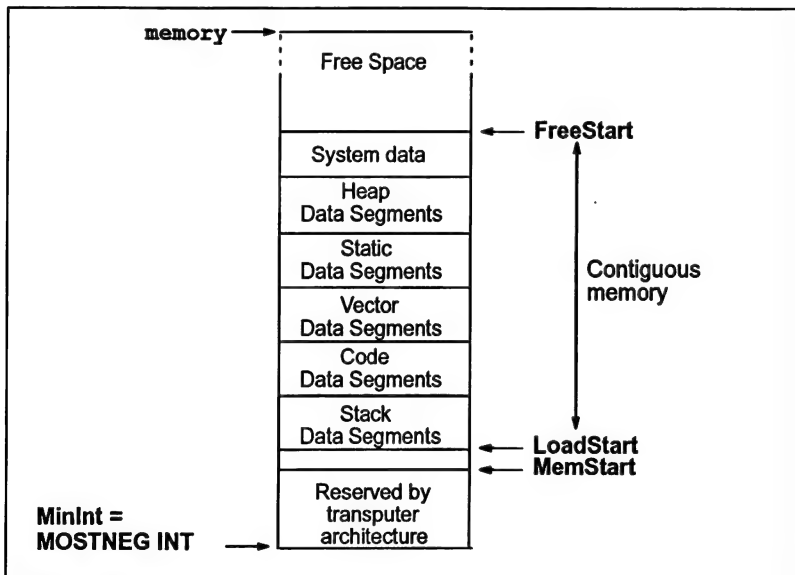 memory
Free Space
FreeStart
System data
Heap
Data Segments
Static
Data Segments
Contiguous
memory
Vector
Data Segments
Code
Data Segments
Stack
Data Segments
LoadStart
MemStart
Reserved by
transputer
architecture
MinInt =
MOSTNEG INT